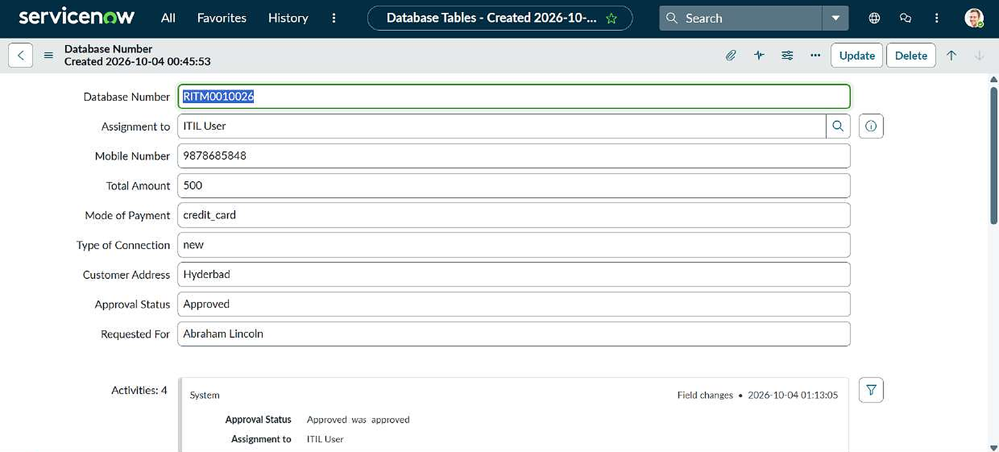 servicenow All Favorites History Database Tables - Created 2026-10-... Search
Database Number
Created 2026-10-04 00:45:53
Update Delete
Database Number RITM0010026
Assignment to ITIL User
Mobile Number 9878685848
Total Amount 500
Mode of Payment credit_card
Type of Connection new
Customer Address Hyderbad
Approval Status Approved
Requested For Abraham Lincoln
Activities: 4
System Field changes • 2026-10-04 01:13:05
Approval Status Approved was approved
Assignment to ITIL User